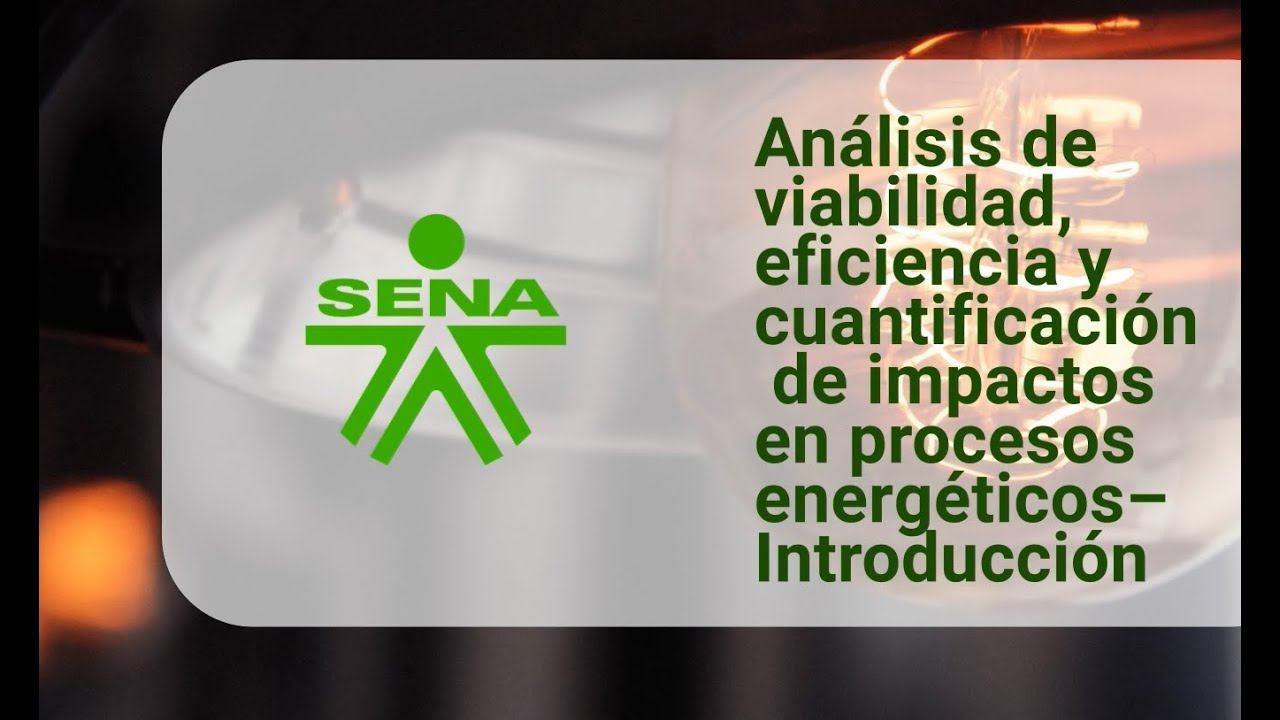 SENA
Análisis de
viabilidad,
eficiencia y
cuantificación
de impactos
en procesos
energéticos–
Introducción